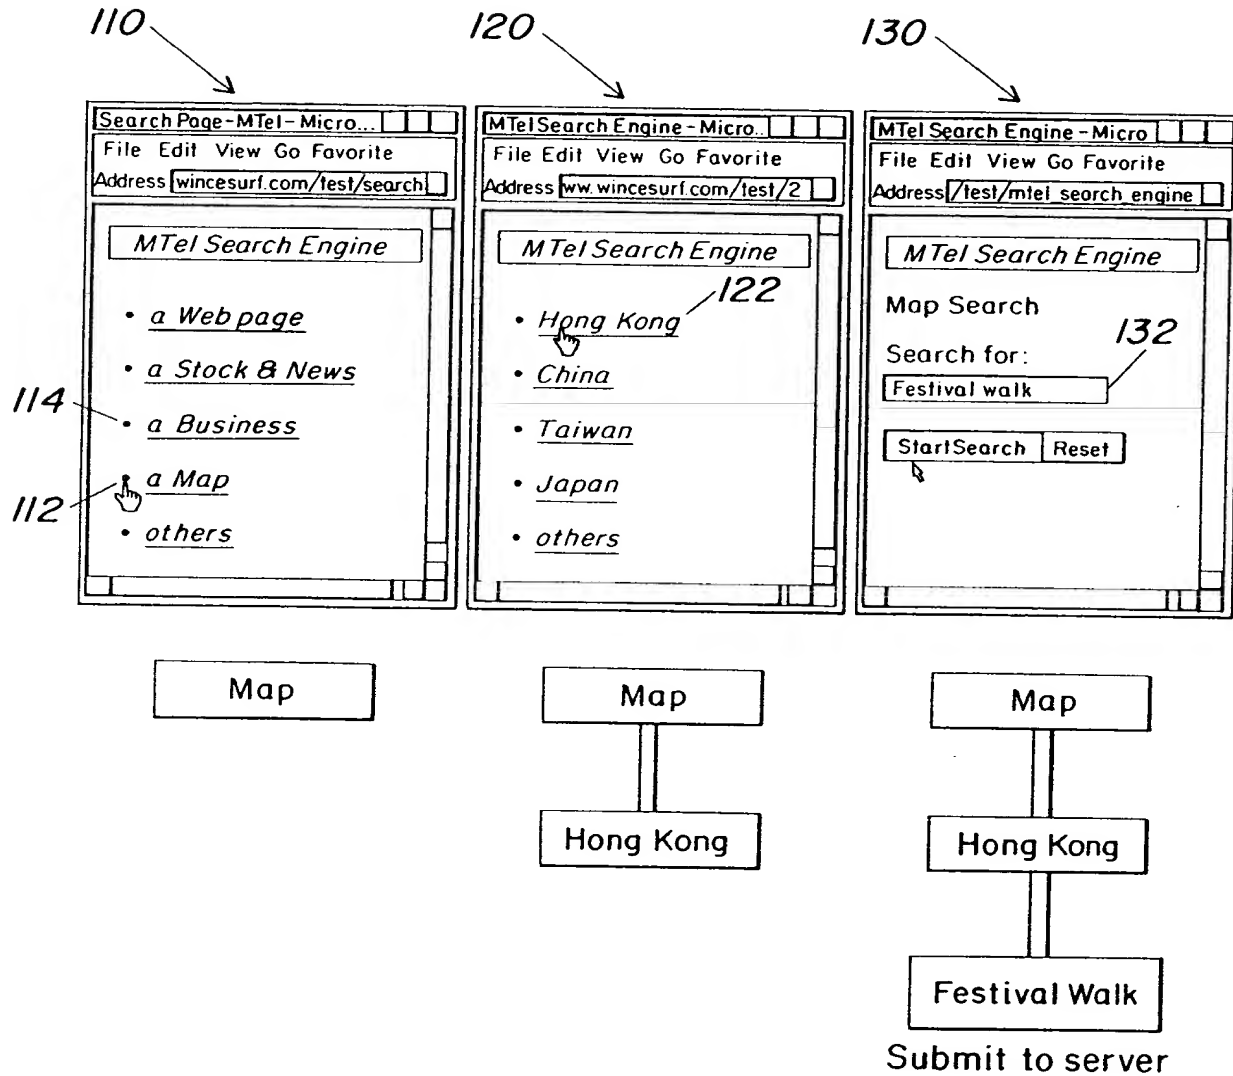 110
120
130
Search Page-MTel-Micro...
File Edit View Go Favorite
Address wincesurf.com/test/search
MTel Search Engine
• a Web page
• a Stock & News
• a Business
• a Map
• others
114
112
MTel Search Engine-Micro..
File Edit View Go Favorite
Address ww.wincesurf.com/test/2
MTel Search Engine
122
• Hong Kong
• China
• Taiwan
• Japan
• others
MTel Search Engine-Micro
File Edit View Go Favorite
Address /test/mtel_search_engine
MTel Search Engine
Map Search
132
Search for:
Festival walk
StartSearch Reset
Map
Map
Hong Kong
Map
Hong Kong
Festival Walk
Submit to server